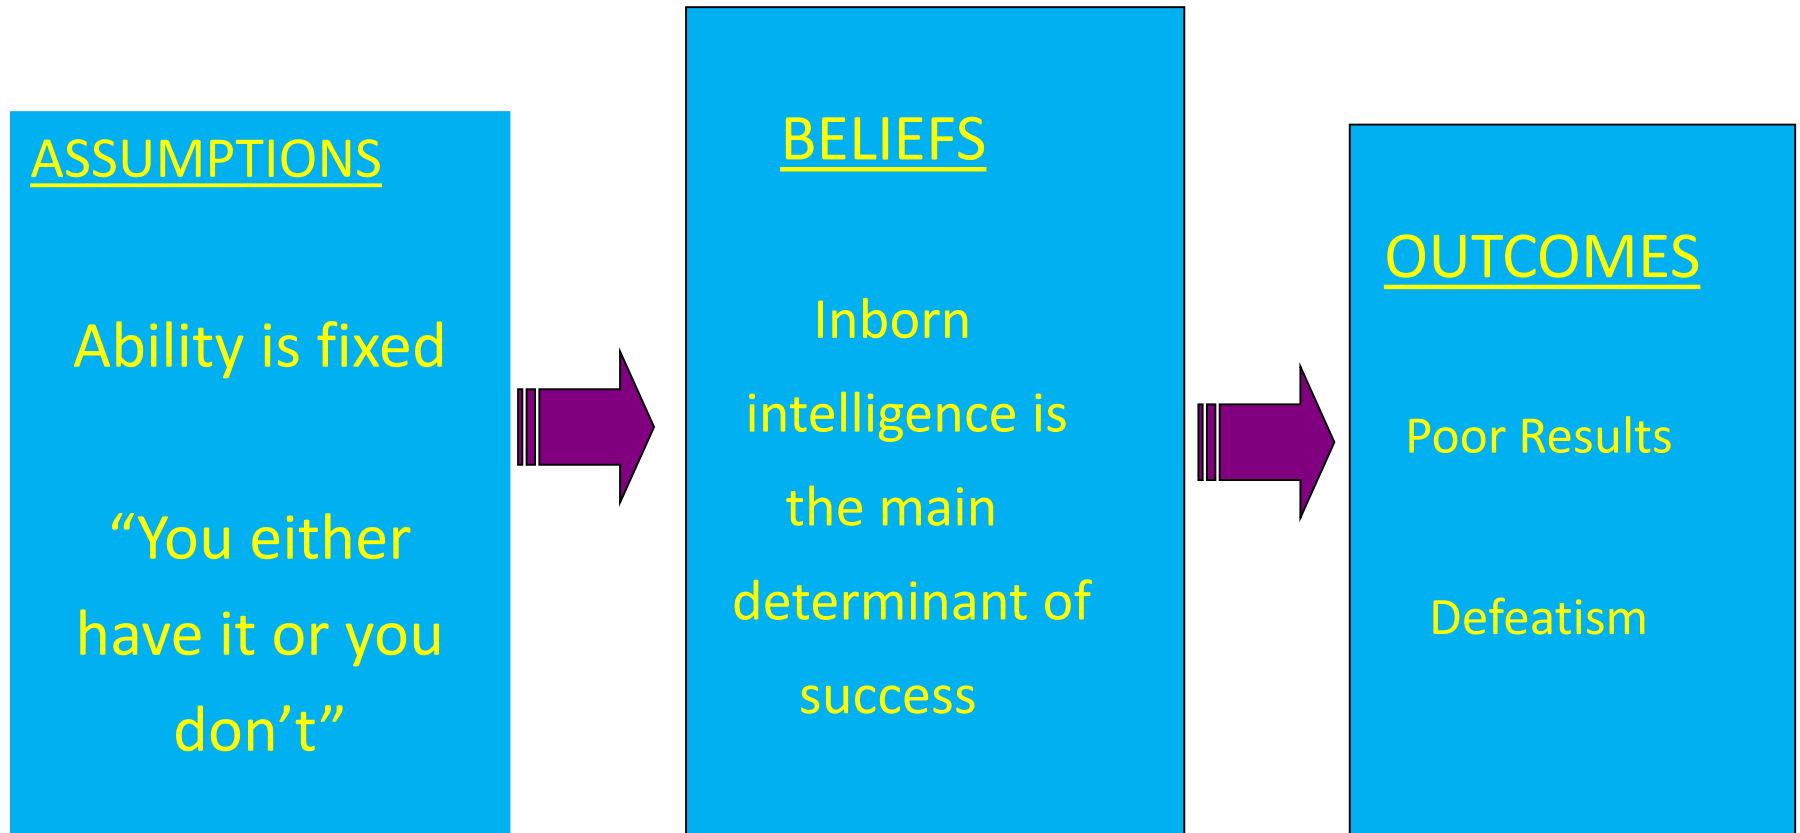 ASSUMPTIONS
Ability is fixed
“You either
have it or you
don’t”
BELIEFS
Inborn
intelligence is
the main
determinant of
success
OUTCOMES
Poor Results
Defeatism